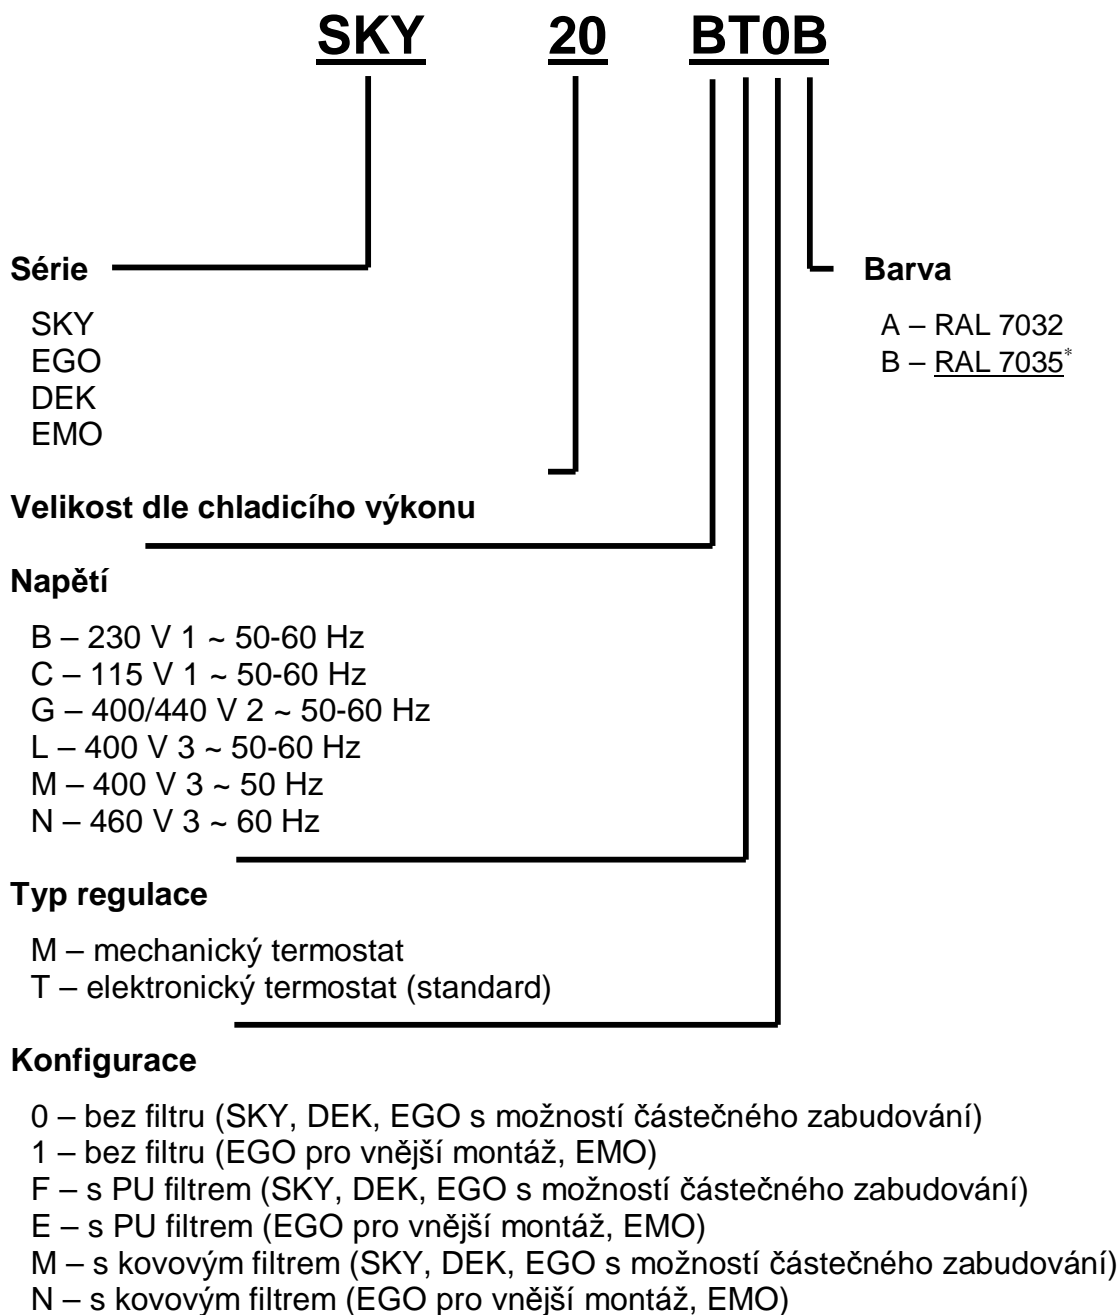 SKY 20 BT0B
Série
SKY
EGO
DEK
EMO
Barva
A – RAL 7032
B – RAL 7035*
Velikost dle chladicího výkonu
Napětí
B – 230 V 1 ~ 50-60 Hz
C – 115 V 1 ~ 50-60 Hz
G – 400/440 V 2 ~ 50-60 Hz
L – 400 V 3 ~ 50-60 Hz
M – 400 V 3 ~ 50 Hz
N – 460 V 3 ~ 60 Hz
Typ regulace
M – mechanický termostat
T – elektronický termostat (standard)
Konfigurace
0 – bez filtru (SKY, DEK, EGO s možností částečného zabudování)
1 – bez filtru (EGO pro vnější montáž, EMO)
F – s PU filtrem (SKY, DEK, EGO s možností částečného zabudování)
E – s PU filtrem (EGO pro vnější montáž, EMO)
M – s kovovým filtrem (SKY, DEK, EGO s možností částečného zabudování)
N – s kovovým filtrem (EGO pro vnější montáž, EMO)